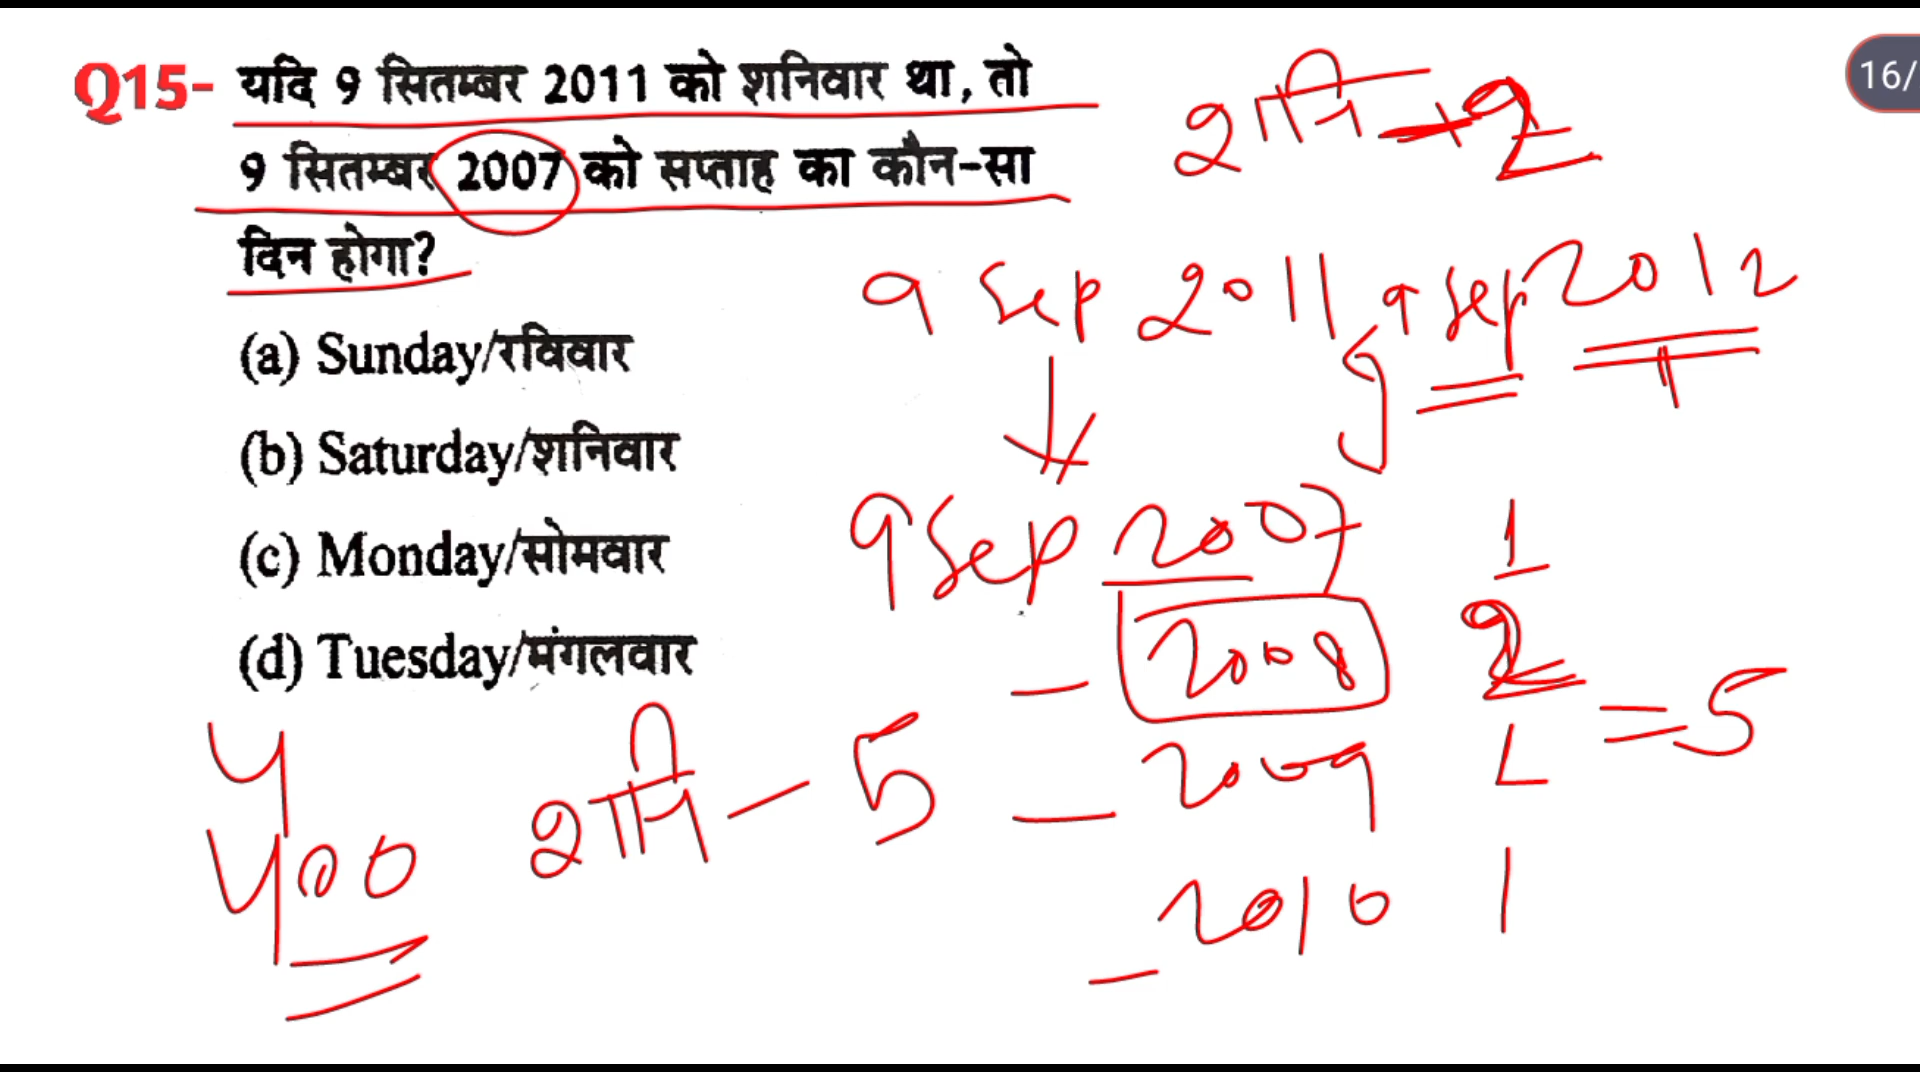 Q15- यदि 9 सितम्बर 2011 को शनिवार था, तो
9 सितम्बर 2007 को सप्ताह का कौन-सा
दिन होगा?
(a) Sunday/रविवार
(b) Saturday/शनिवार
(c) Monday/सोमवार
(d) Tuesday/मंगलवार
16/
शनि + 2
9 Sep 2011, 9 Sep 2012
9 Sep 2007 1
2008 2
= 5
2009 1
2010 1
शनि - 5
4
400